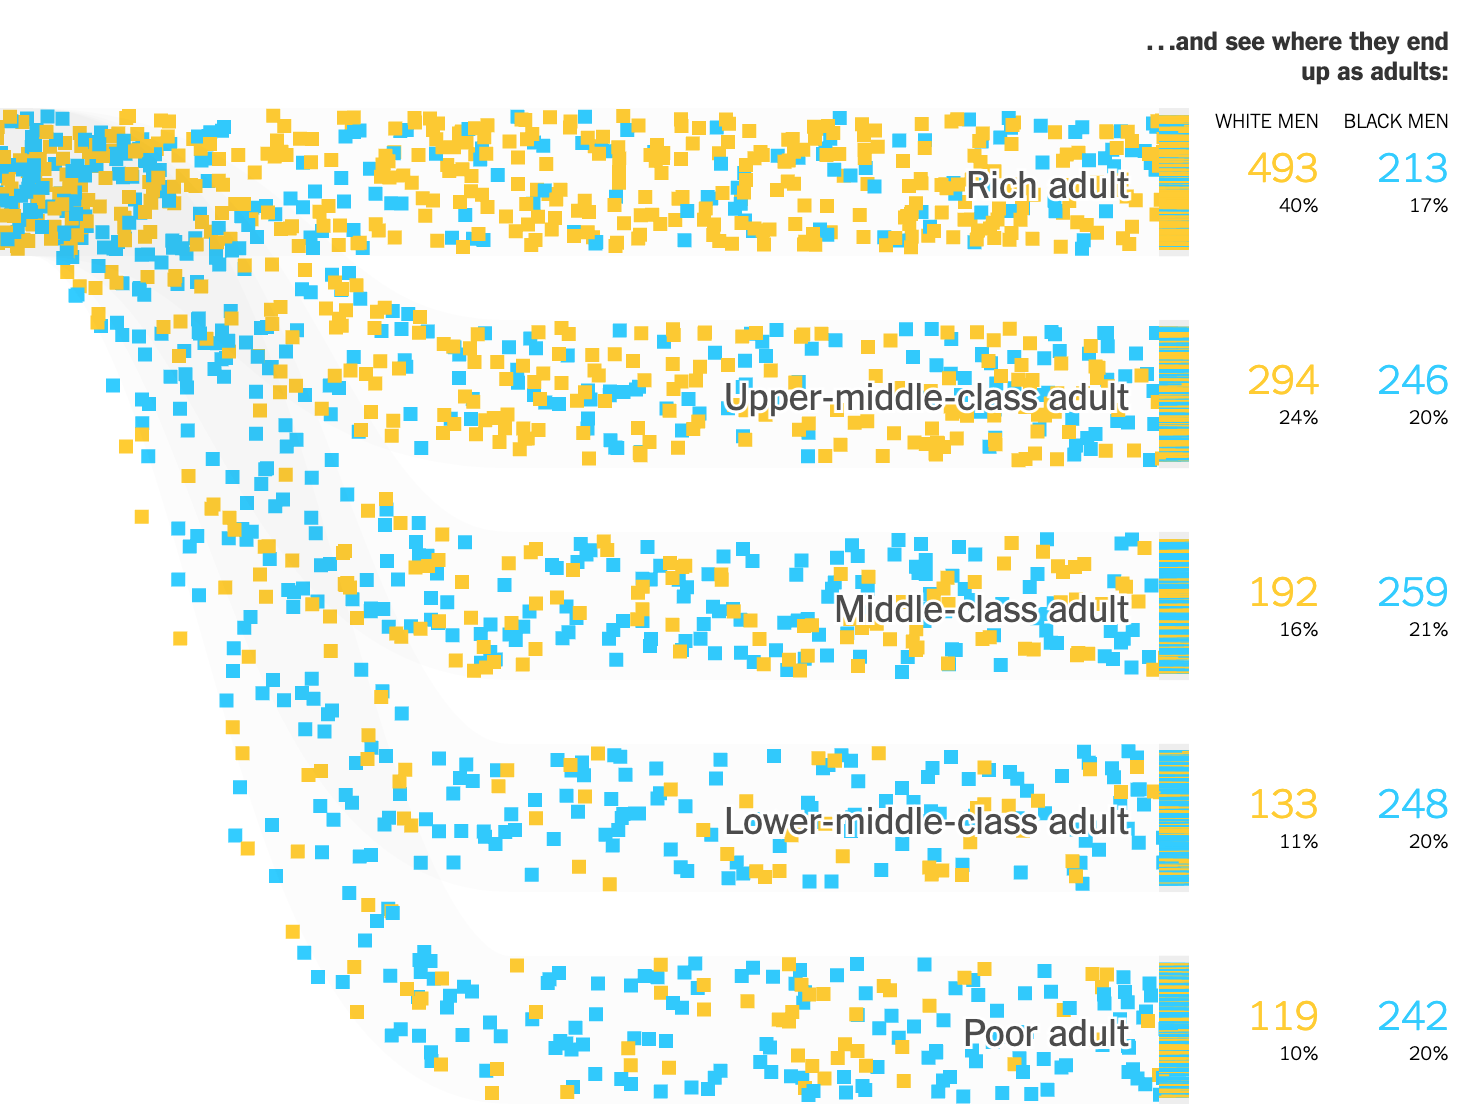 ...and see where they end
up as adults:
WHITE MEN BLACK MEN
Rich adult 493 213
40% 17%
Upper-middle-class adult 294 246
24% 20%
Middle-class adult 192 259
16% 21%
Lower-middle-class adult 133 248
11% 20%
Poor adult 119 242
10% 20%